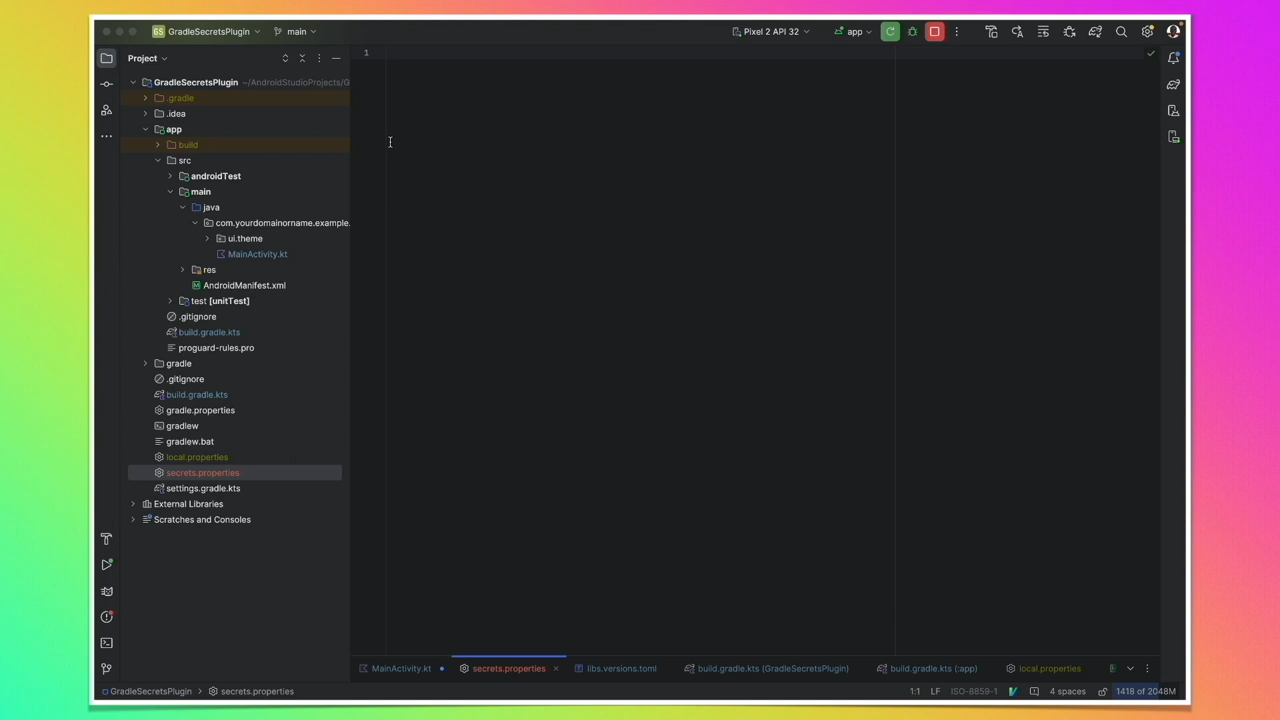 GS GradleSecretsPlugin
main
Pixel 2 API 32
app
Project
1
GradleSecretsPlugin ~/AndroidStudioProjects/G
.gradle
.idea
app
build
src
androidTest
main
java
com.yourdomainorname.example.
ui.theme
MainActivity.kt
res
AndroidManifest.xml
test [unitTest]
.gitignore
build.gradle.kts
proguard-rules.pro
gradle
.gitignore
build.gradle.kts
gradle.properties
gradlew
gradlew.bat
local.properties
secrets.properties
settings.gradle.kts
External Libraries
Scratches and Consoles
MainActivity.kt
secrets.properties
libs.versions.toml
build.gradle.kts (GradleSecretsPlugin)
build.gradle.kts (:app)
local.properties
GradleSecretsPlugin > secrets.properties
1:1
LF
ISO-8859-1
4 spaces
1418 of 2048M